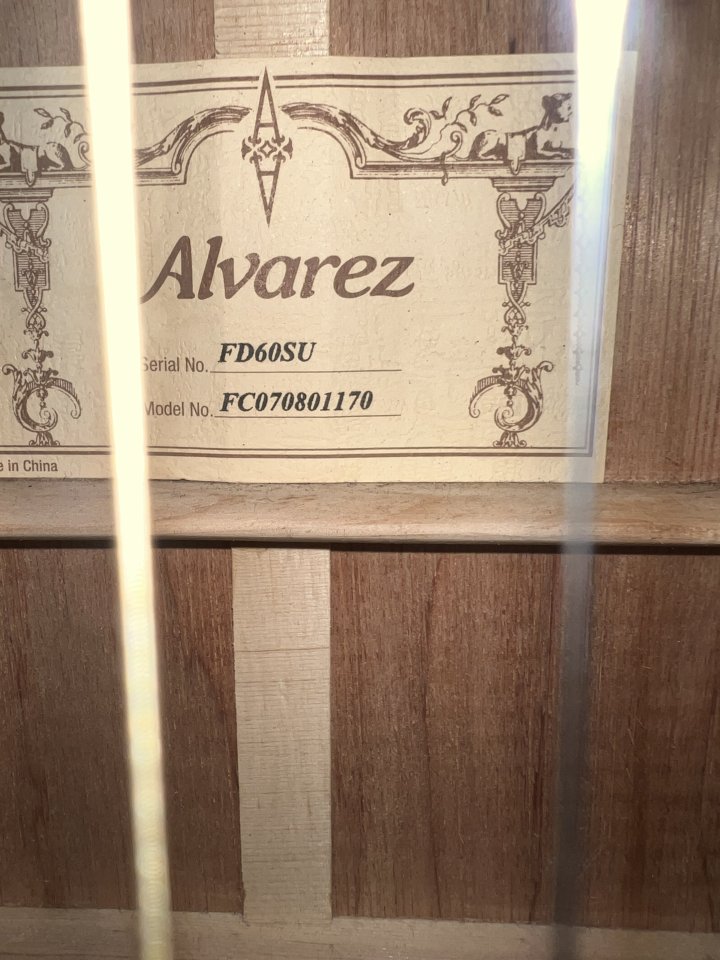 Alvarez
Serial No. FD60SU
Model No. FC070801170
in China